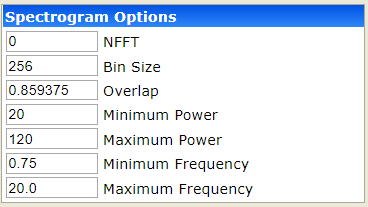 Spectrogram Options
0 NFFT
256 Bin Size
0.859375 Overlap
20 Minimum Power
120 Maximum Power
0.75 Minimum Frequency
20.0 Maximum Frequency